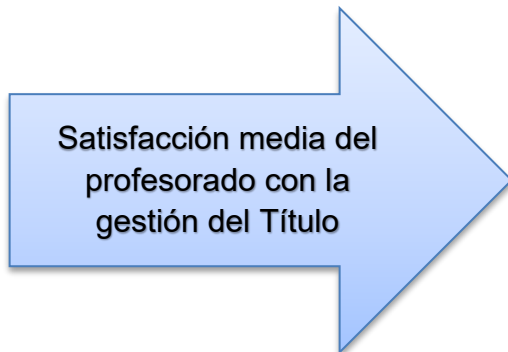 Satisfacción media del
profesorado con la
gestión del Título